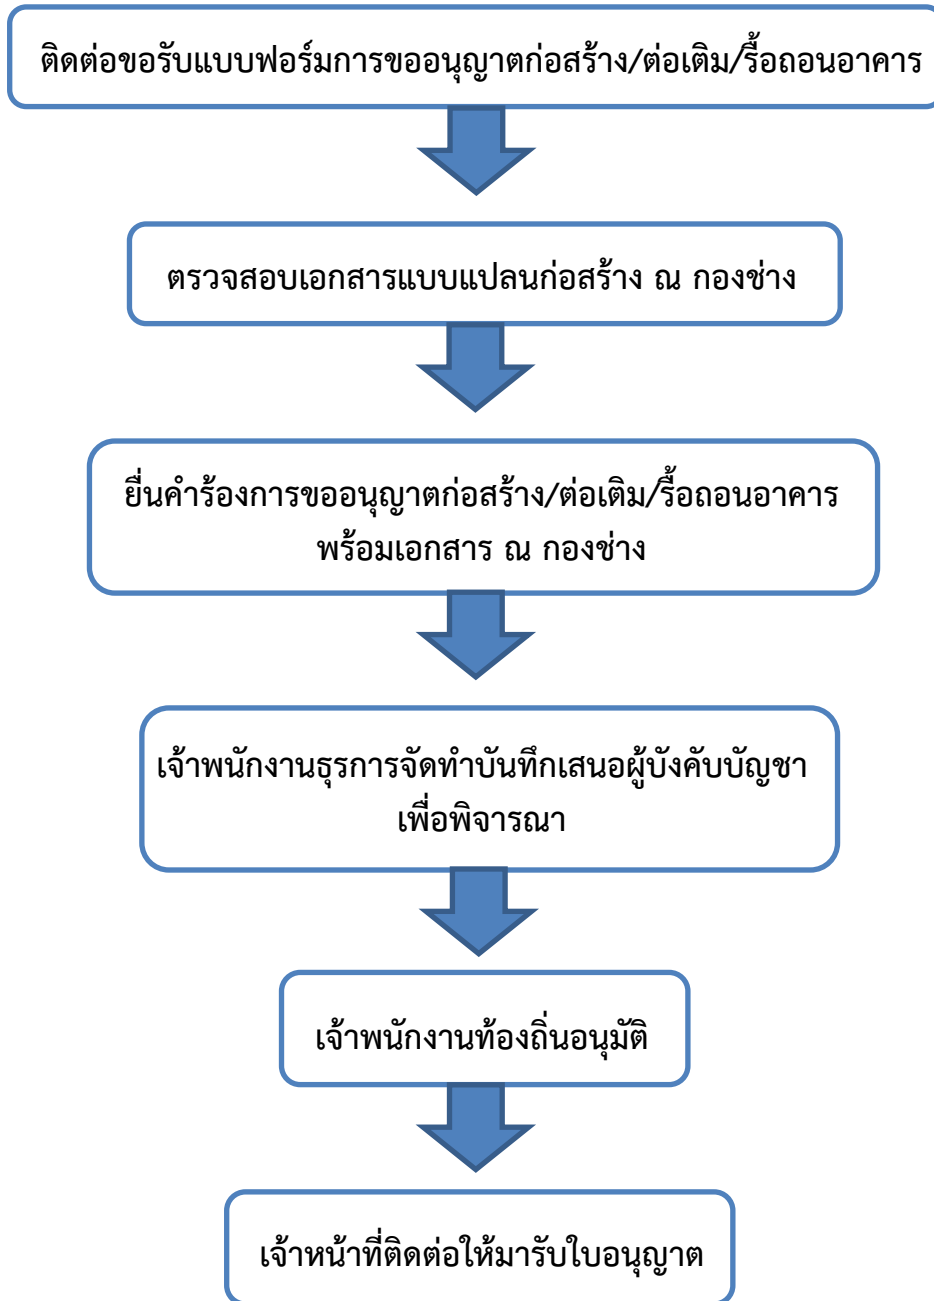 ติดต่อขอรับแบบฟอร์มการขออนุญาตก่อสร้าง/ต่อเติม/รื้อถอนอาคาร
ตรวจสอบเอกสารแบบแปลนก่อสร้าง ณ กองช่าง
ยื่นคำร้องการขออนุญาตก่อสร้าง/ต่อเติม/รื้อถอนอาคาร
พร้อมเอกสาร ณ กองช่าง
เจ้าพนักงานธุรการจัดทำบันทึกเสนอผู้บังคับบัญชา
เพื่อพิจารณา
เจ้าพนักงานท้องถิ่นอนุมัติ
เจ้าหน้าที่ติดต่อให้มารับใบอนุญาต